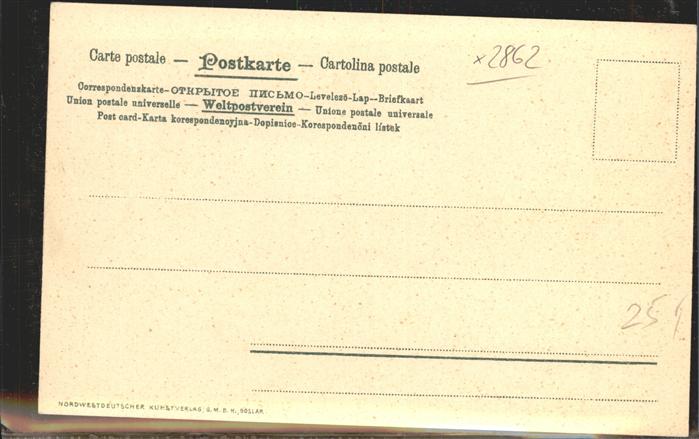 Carte postale — Postkarte — Cartolina postale
×2862
Correspondenzkarte-ОТКРЫТОЕ ПИСЬМО-Levelező-Lap--Briefkaart
Union postale universelle — Weltpostverein — Unione postale universale
Post card-Karta korespondencyjna-Dopisnice-Korespondenční lístek
25
NORDWESTDEUTSCHER KUNSTVERLAG, G. M. B. H., GOSLAR.